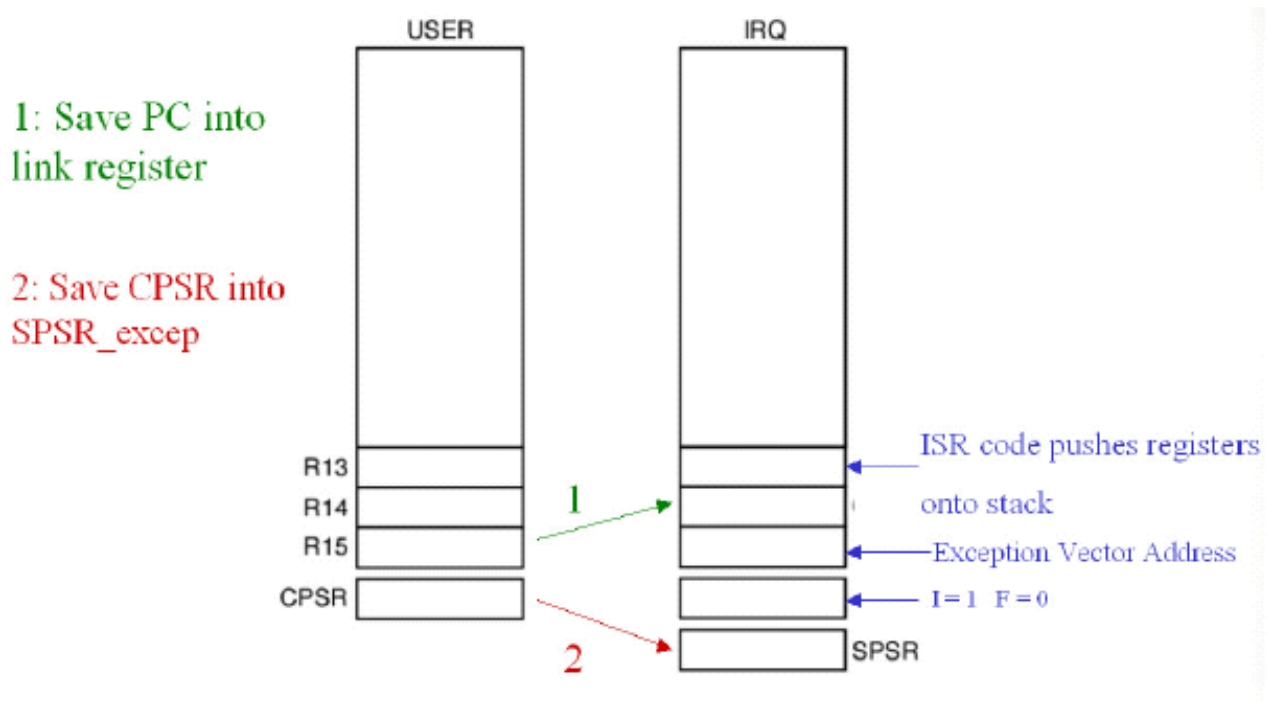 USER
IRQ
1: Save PC into
link register
2: Save CPSR into
SPSR_excep
R13
R14
R15
CPSR
1
2
ISR code pushes registers
onto stack
Exception Vector Address
I = 1 F = 0
SPSR